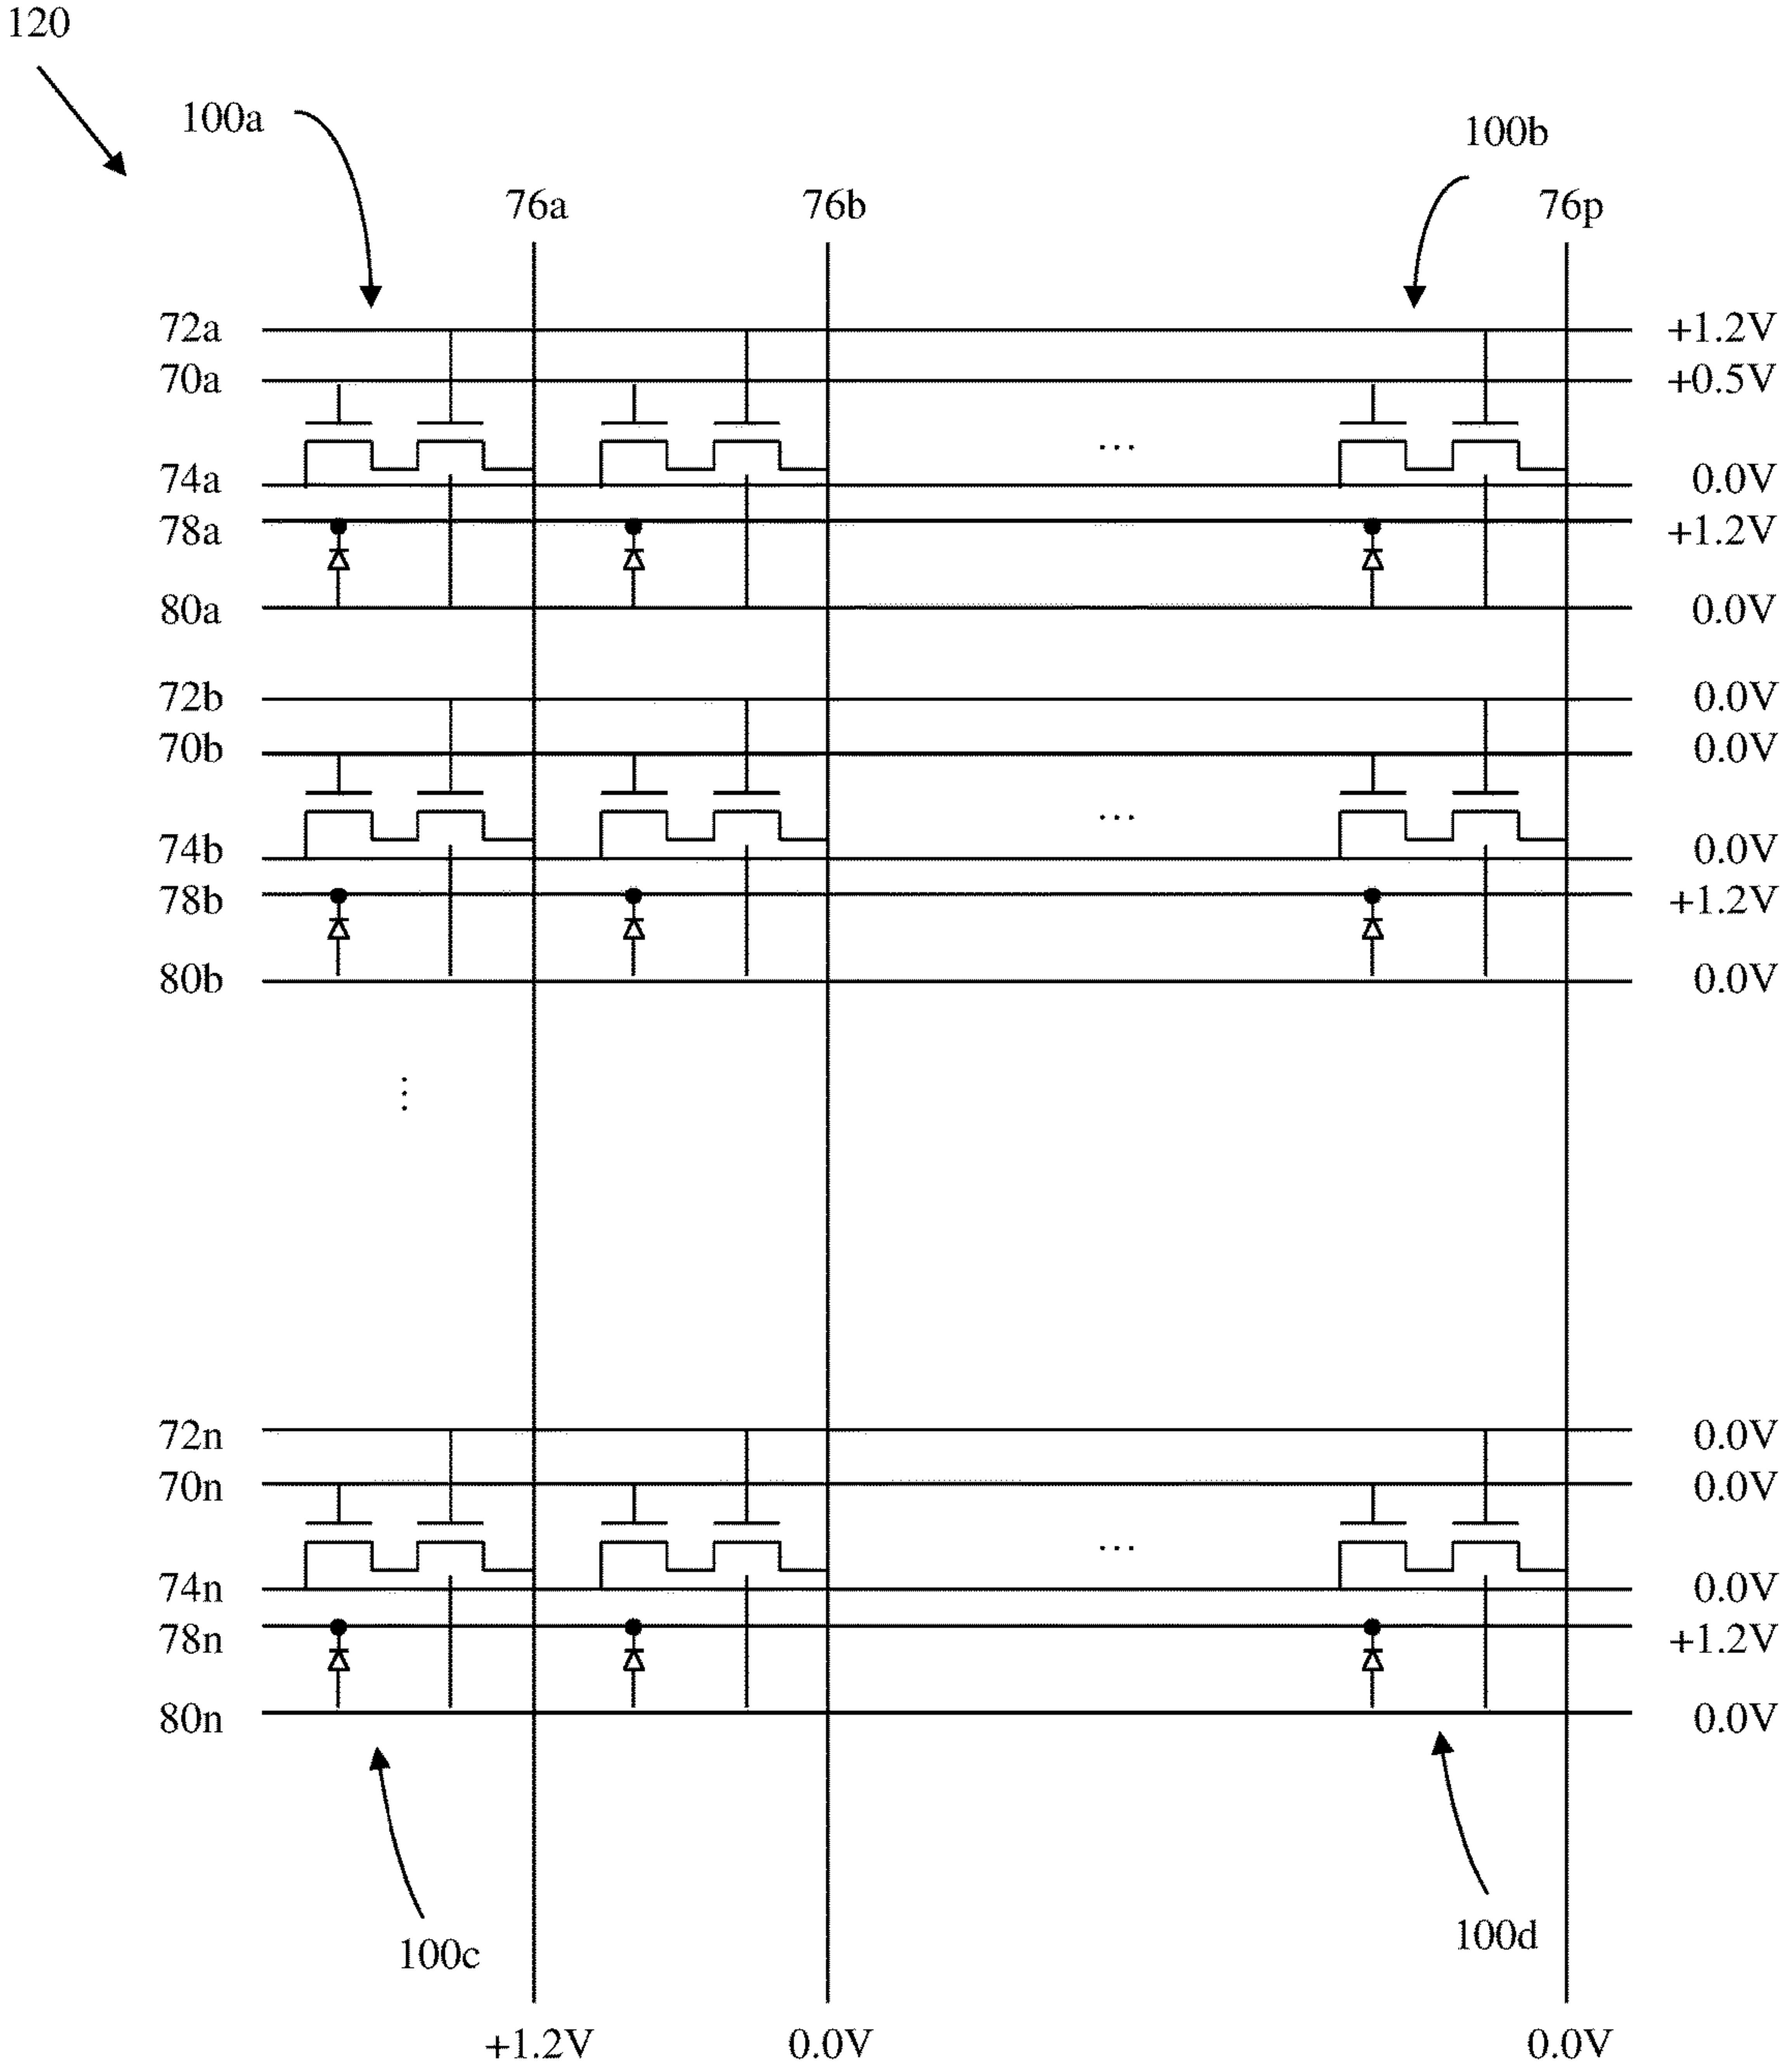 120
100a
100b
76a 76b 76p
72a +1.2V
70a +0.5V
...
74a 0.0V
78a +1.2V
80a 0.0V
72b 0.0V
70b 0.0V
...
74b 0.0V
78b +1.2V
80b 0.0V
...
72n 0.0V
70n 0.0V
...
74n 0.0V
78n +1.2V
80n 0.0V
100c 100d
+1.2V 0.0V 0.0V